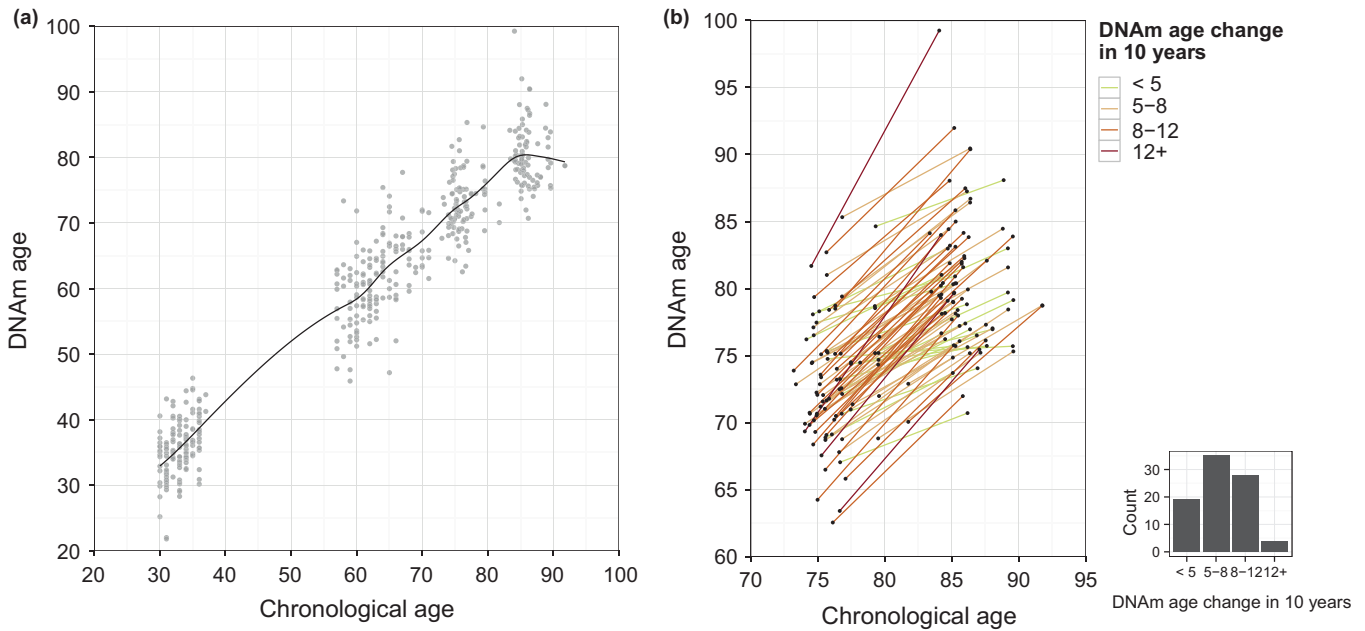 (a)
100
90
80
70
60
50
40
30
20
DNAm age
20 30 40 50 60 70 80 90 100
Chronological age
(b)
100
95
90
85
80
75
70
65
60
DNAm age
70 75 80 85 90 95
Chronological age
DNAm age change
in 10 years
< 5
5−8
8−12
12+
30
20
10
0
Count
< 5 5−8 8−12 12+
DNAm age change in 10 years